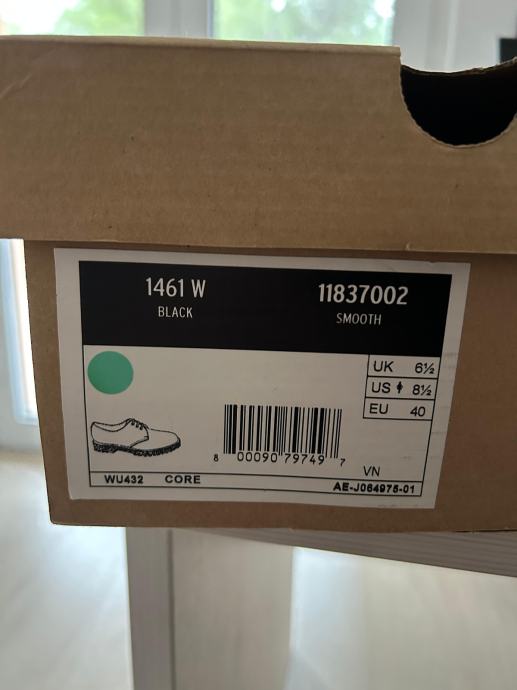 1461 W 11837002
BLACK SMOOTH
UK 6½
US 8½
EU 40
8 00090 79749 7
VN
WU432 CORE AE-J064975-01